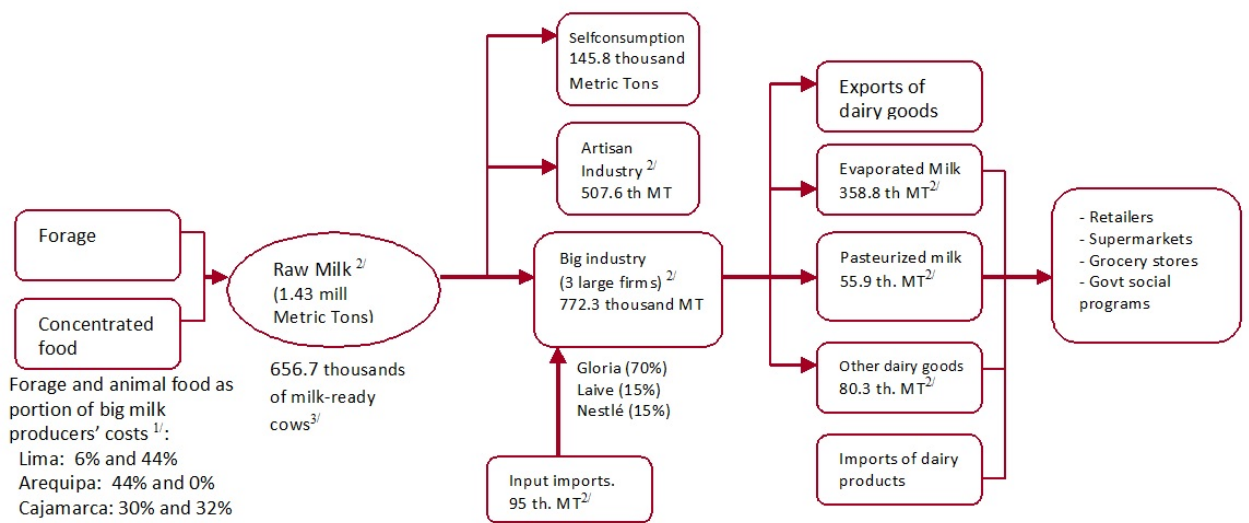 Forage
Concentrated
food
Forage and animal food as
portion of big milk
producers' costs 1/:
Lima: 6% and 44%
Arequipa: 44% and 0%
Cajamarca: 30% and 32%
Raw Milk 2/
(1.43 mill
Metric Tons)
656.7 thousands
of milk-ready
cows3/
Selfconsumption
145.8 thousand
Metric Tons
Artisan
Industry 2/
507.6 th MT
Big industry
(3 large firms) 2/
772.3 thousand MT
Gloria (70%)
Laive (15%)
Nestlé (15%)
Input imports.
95 th. MT2/
Exports of
dairy goods
Evaporated Milk
358.8 th MT2/
Pasteurized milk
55.9 th. MT2/
Other dairy goods
80.3 th. MT2/
Imports of dairy
products
- Retailers
- Supermarkets
- Grocery stores
- Govt social
programs